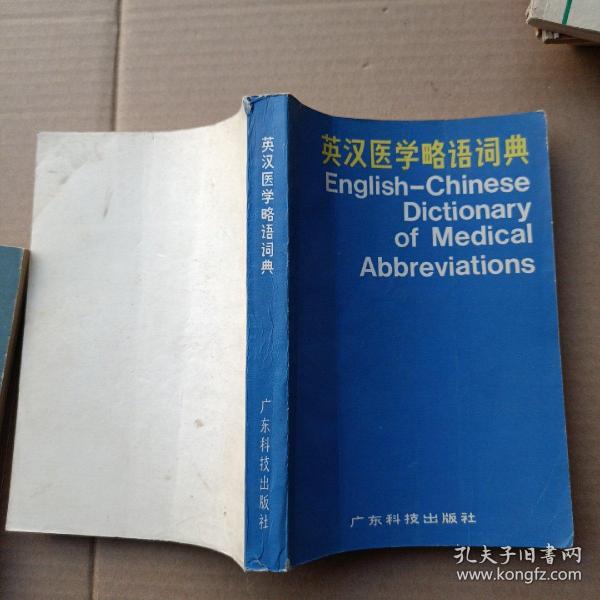 英汉医学略语词典
广东科技出版社
英汉医学略语词典
English-Chinese
Dictionary
of Medical
Abbreviations
广东科技出版社
孔夫子旧书网
www.kongfz.com